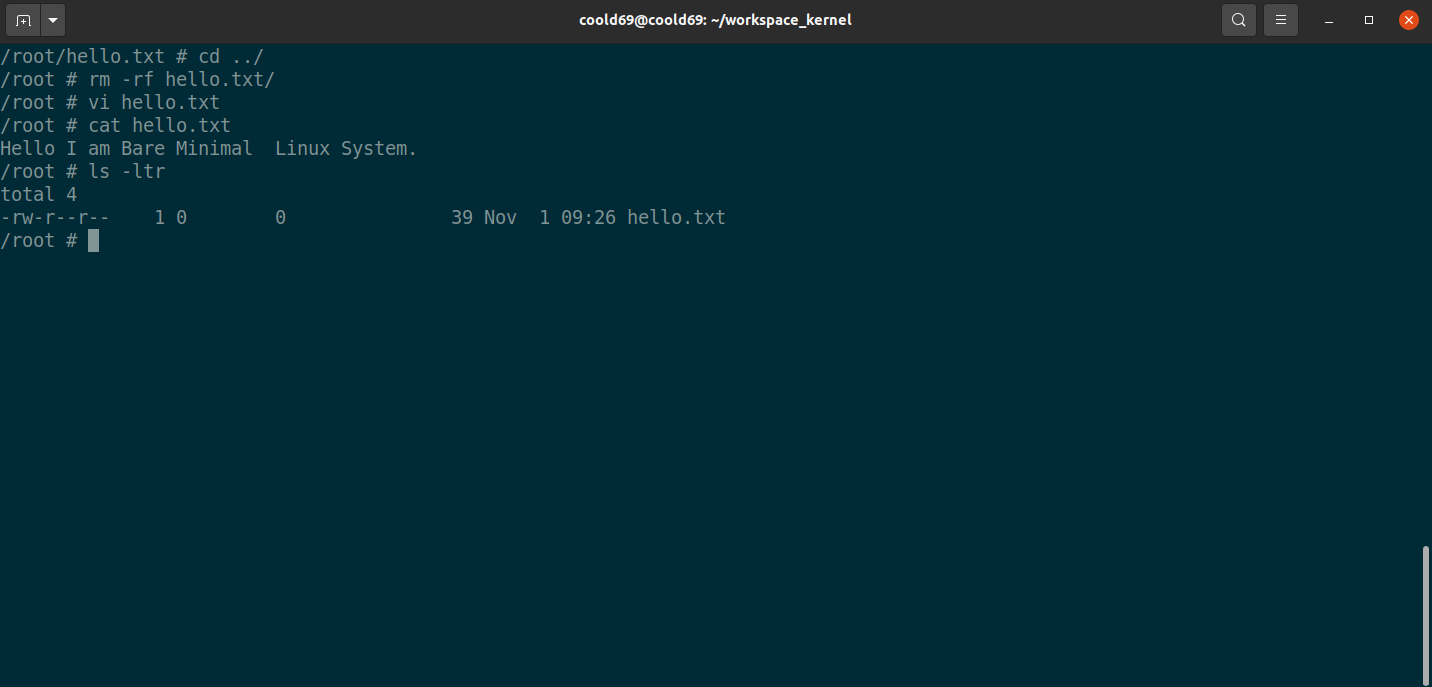 coold69@coold69: ~/workspace_kernel
/root/hello.txt # cd ../
/root # rm -rf hello.txt/
/root # vi hello.txt
/root # cat hello.txt
Hello I am Bare Minimal  Linux System.
/root # ls -ltr
total 4
-rw-r--r--    1 0        0               39 Nov  1 09:26 hello.txt
/root #